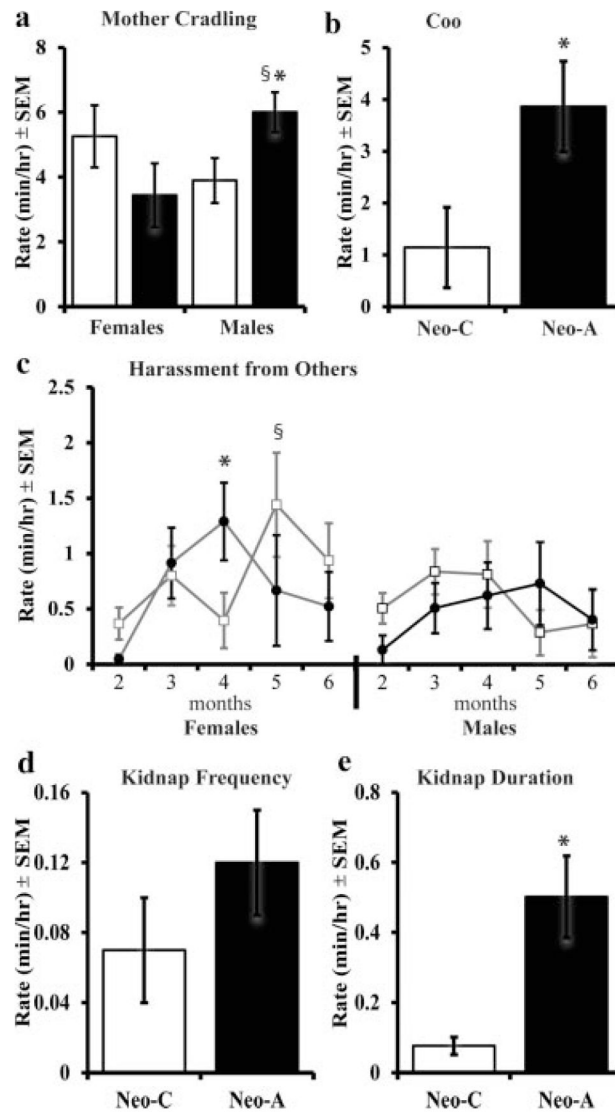 a Mother Cradling
Rate (min/hr) ± SEM
8
6
4
2
0
§ *
Females Males
b Coo
Rate (min/hr) ± SEM
5
4
3
2
1
0
*
Neo-C Neo-A
c Harassment from Others
Rate (min/hr) ± SEM
2.5
2
1.5
1
0.5
0
* §
2 3 4 5 6 2 3 4 5 6
months months
Females Males
d Kidnap Frequency
Rate (min/hr) ± SEM
0.16
0.12
0.08
0.04
0
Neo-C Neo-A
e Kidnap Duration
Rate (min/hr) ± SEM
0.8
0.6
0.4
0.2
0
*
Neo-C Neo-A